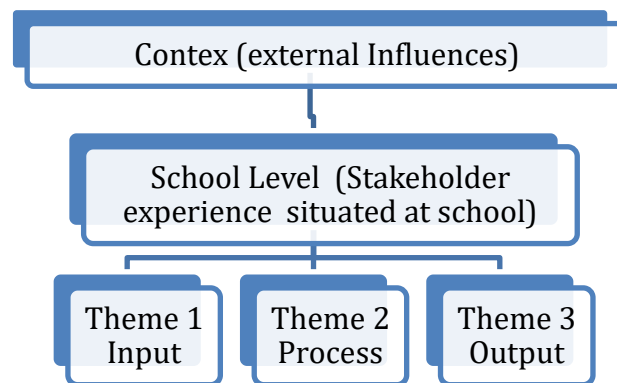 Contex (external Influences)
School Level (Stakeholder
experience situated at school)
Theme 1
Input
Theme 2
Process
Theme 3
Output